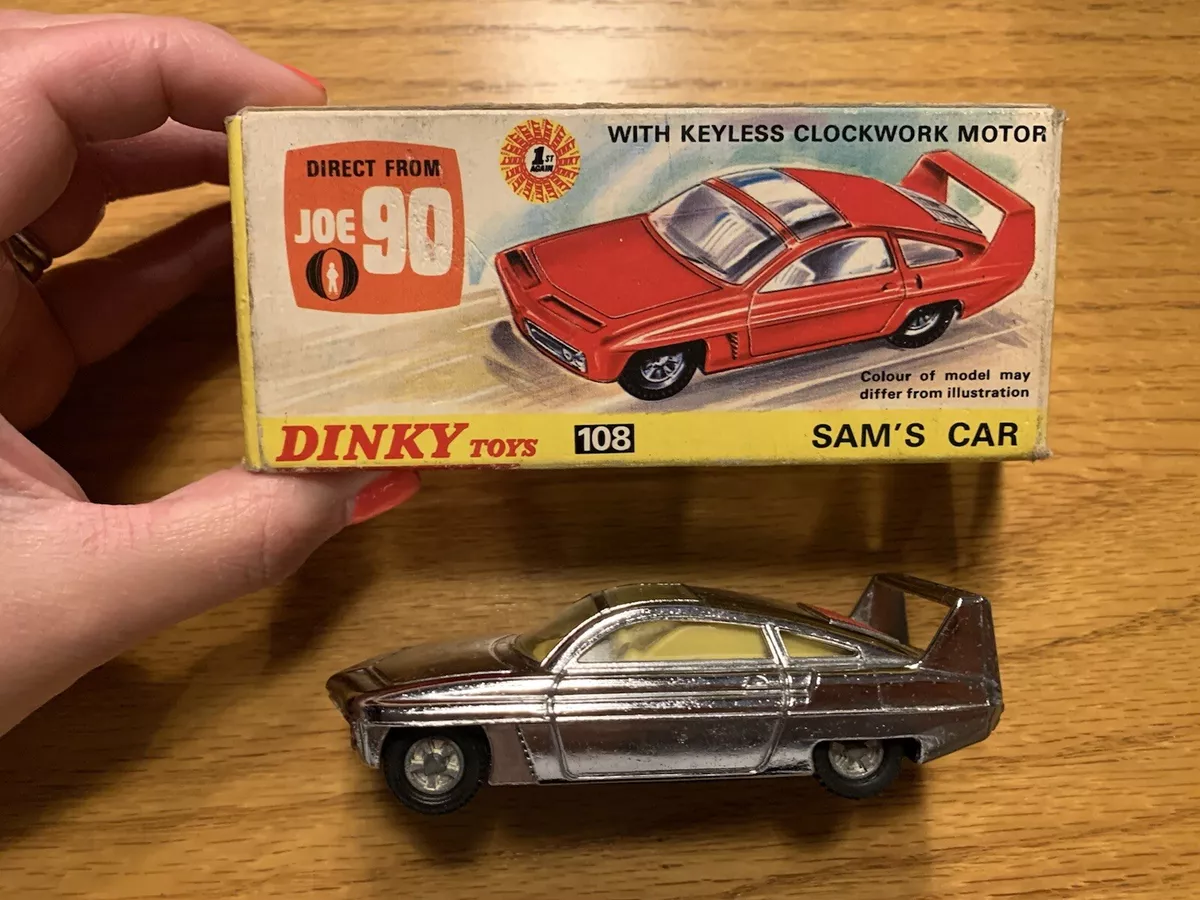 WITH KEYLESS CLOCKWORK MOTOR
DIRECT FROM
JOE 90
1ST
AGAIN
Colour of model may
differ from illustration
DINKY TOYS 108 SAM'S CAR